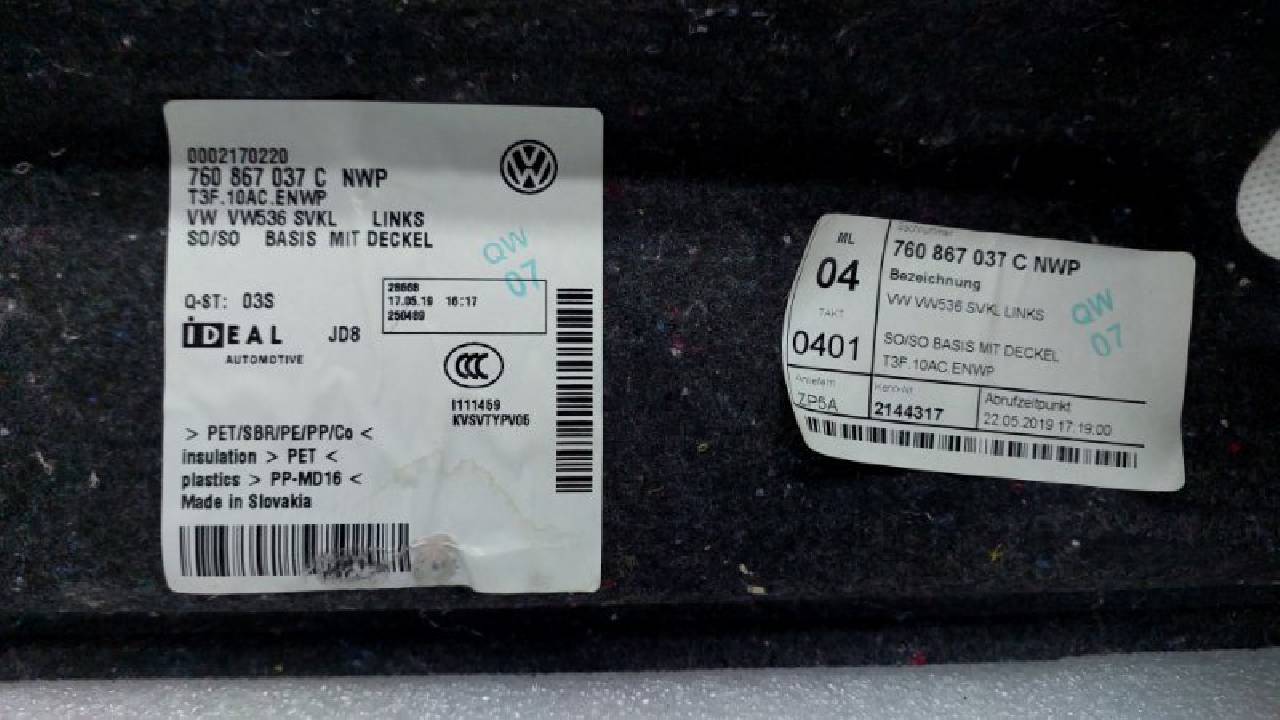 0002170220
760 867 037 C NWP
T3F.10AC.ENWP
VW VW536 SVKL LINKS
SO/SO BASIS MIT DECKEL
QW
07
Q-ST: 03S
28668
17.05.19 16:17
250489
iDEAL
AUTOMOTIVE
JD8
CCC
I111459
KVSVTYPV05
> PET/SBR/PE/PP/Co <
insulation > PET <
plastics > PP-MD16 <
Made in Slovakia
ML
04
TAKT
0401
760 867 037 C NWP
Bezeichnung
VW VW536 SVKL LINKS
SO/SO BASIS MIT DECKEL
T3F.10AC.ENWP
QW
07
ZP5A
2144317
Abrufzeitpunkt
22.05.2019 17:19:00